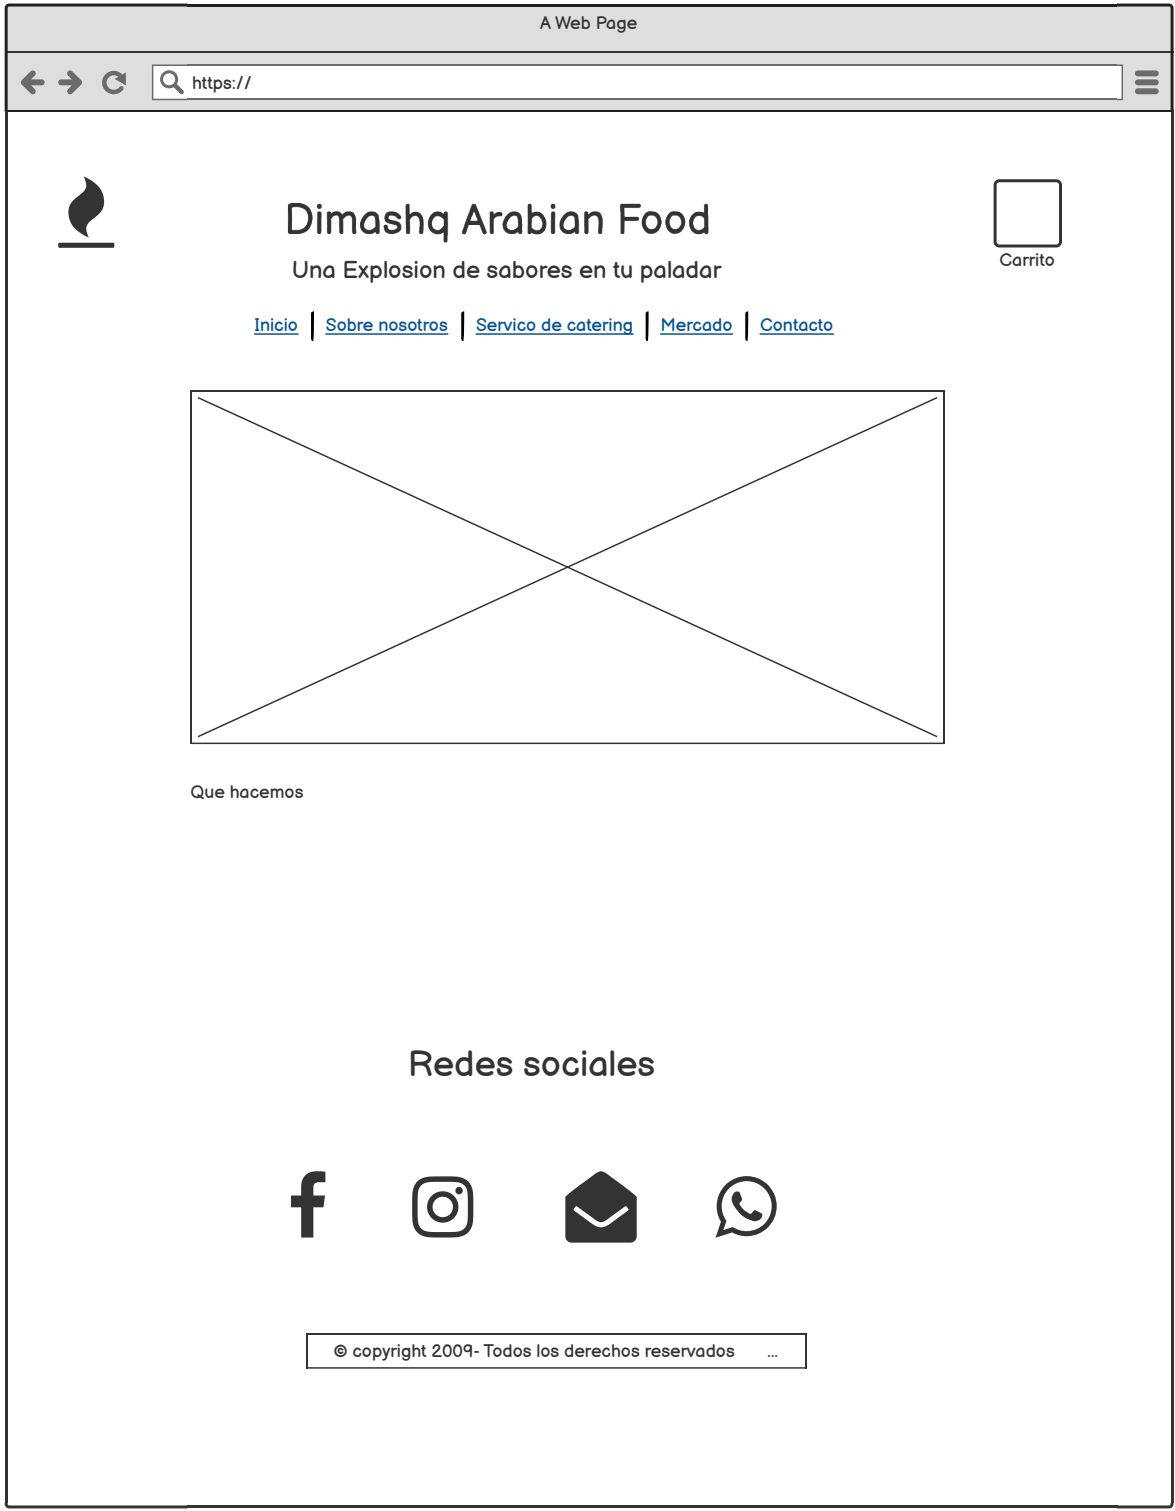 A Web Page
https://
Dimashq Arabian Food
Una Explosion de sabores en tu paladar
Carrito
Inicio Sobre nosotros Servico de catering Mercado Contacto
Que hacemos
Redes sociales
© copyright 2009- Todos los derechos reservados ...